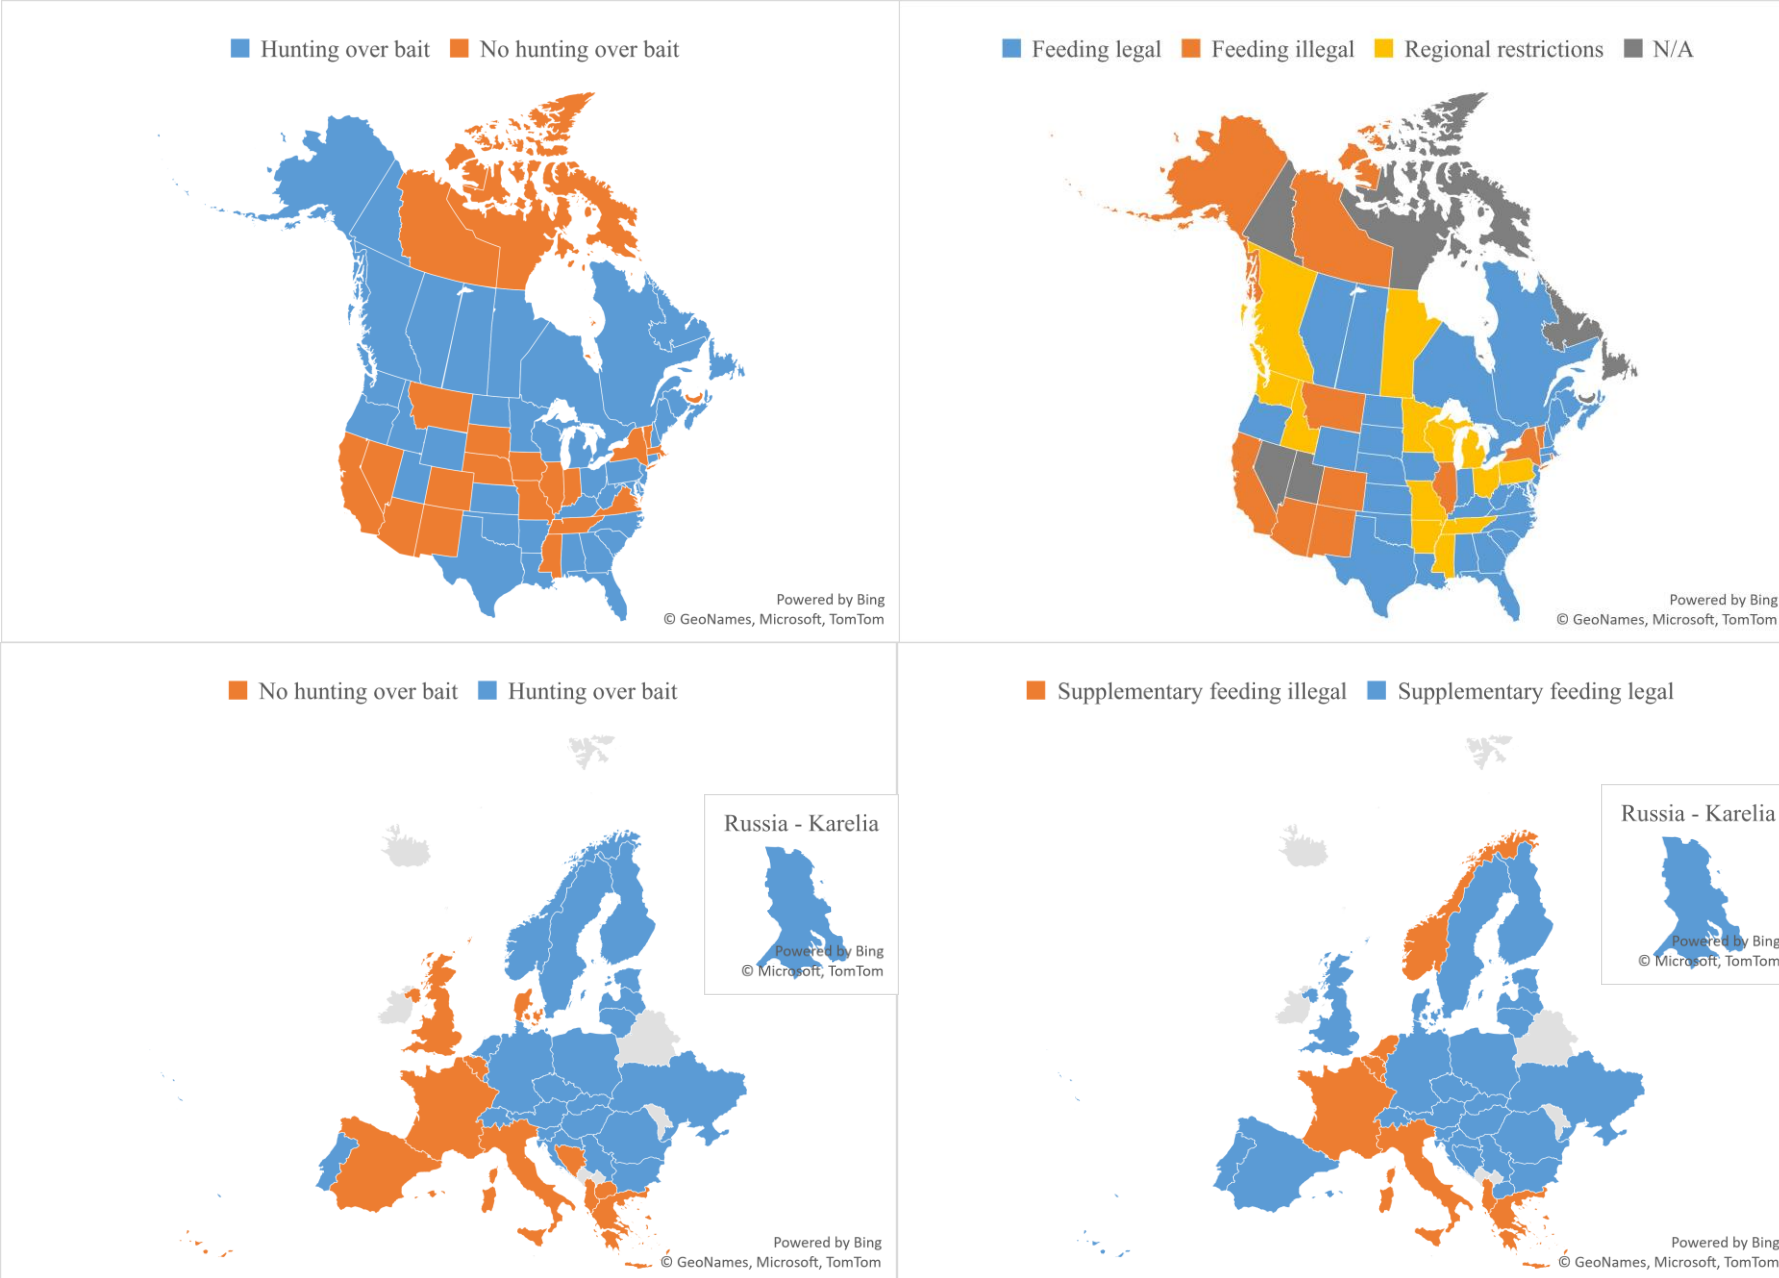 Hunting over bait No hunting over bait
Powered by Bing
© GeoNames, Microsoft, TomTom
Feeding legal Feeding illegal Regional restrictions N/A
Powered by Bing
© GeoNames, Microsoft, TomTom
No hunting over bait Hunting over bait
Russia - Karelia
Powered by Bing
© Microsoft, TomTom
Powered by Bing
© GeoNames, Microsoft, TomTom
Supplementary feeding illegal Supplementary feeding legal
Russia - Karelia
Powered by Bing
© Microsoft, TomTom
Powered by Bing
© GeoNames, Microsoft, TomTom